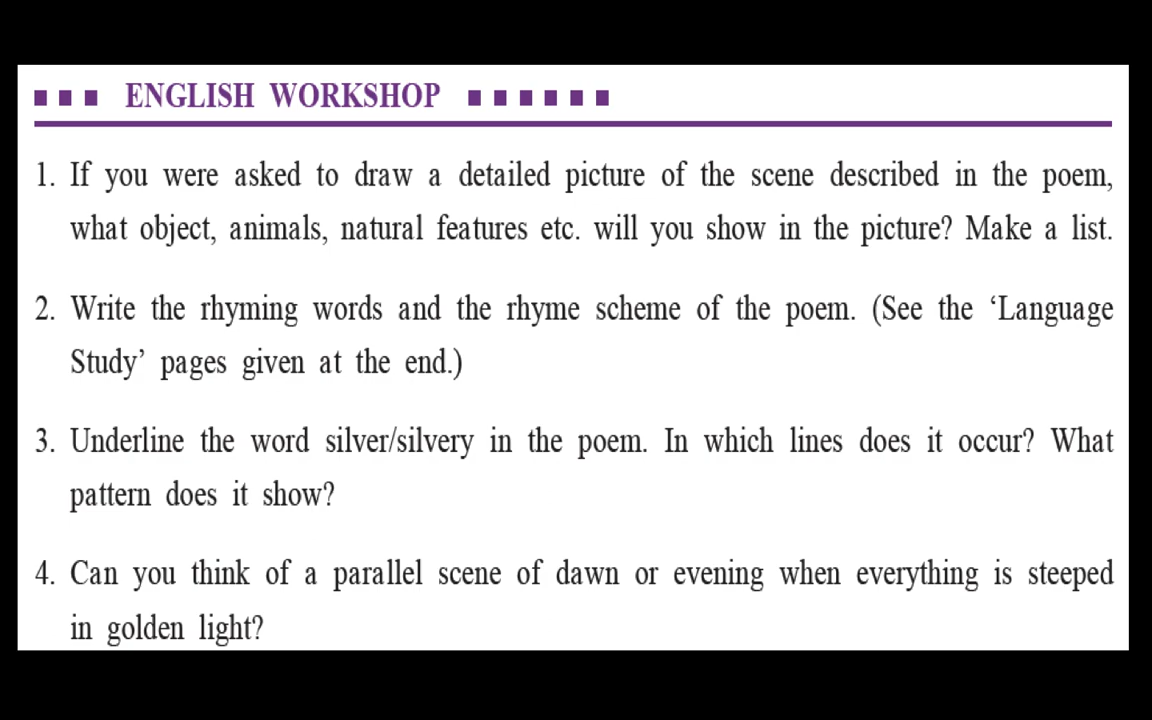 ENGLISH WORKSHOP
1. If you were asked to draw a detailed picture of the scene described in the poem,
what object, animals, natural features etc. will you show in the picture? Make a list.
2. Write the rhyming words and the rhyme scheme of the poem. (See the ‘Language
Study’ pages given at the end.)
3. Underline the word silver/silvery in the poem. In which lines does it occur? What
pattern does it show?
4. Can you think of a parallel scene of dawn or evening when everything is steeped
in golden light?